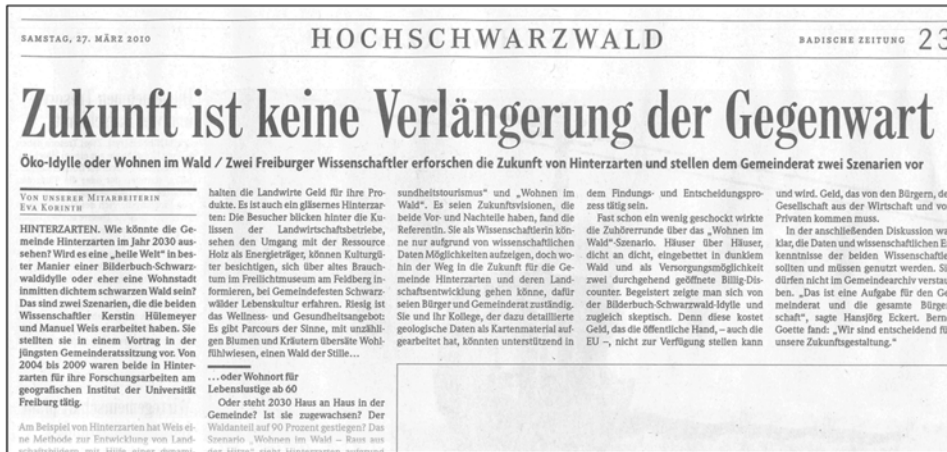 SAMSTAG, 27. MÄRZ 2010
HOCHSCHWARZWALD
BADISCHE ZEITUNG 23
Zukunft ist keine Verlängerung der Gegenwart
Öko-Idylle oder Wohnen im Wald / Zwei Freiburger Wissenschaftler erforschen die Zukunft von Hinterzarten und stellen dem Gemeinderat zwei Szenarien vor
VON UNSERER MITARBEITERIN
EVA KORINTH
HINTERZARTEN. Wie könnte die Ge-
meinde Hinterzarten im Jahr 2030 aus-
sehen? Wird es eine „heile Welt" in bes-
ter Manier einer Bilderbuch-Schwarz-
waldidylle oder eher eine Wohnstadt
inmitten dichtem schwarzen Wald sein?
Das sind zwei Szenarien, die die beiden
Wissenschaftler Kerstin Hülemeyer
und Manuel Weis erarbeitet haben. Sie
stellten sie in einem Vortrag in der
jüngsten Gemeinderatssitzung vor. Von
2004 bis 2009 waren beide in Hinter-
zarten für ihre Forschungsarbeiten am
geografischen Institut der Universität
Freiburg tätig.
Am Beispiel von Hinterzarten hat Weis ei-
ne Methode zur Entwicklung von Land-
schaftsbildern mit Hilfe einer dynami-
halten die Landwirte Geld für ihre Pro-
dukte. Es ist auch ein gläsernes Hinterzar-
ten: Die Besucher blicken hinter die Ku-
lissen der Landwirtschaftsbetriebe,
sehen den Umgang mit der Ressource
Holz als Energieträger, können Kulturgü-
ter besichtigen, sich über altes Brauch-
tum im Freilichtmuseum am Feldberg in-
formieren, bei Gemeindefesten Schwarz-
wälder Lebenskultur erfahren. Riesig ist
das Wellness- und Gesundheitsangebot:
Es gibt Parcours der Sinne, mit unzähli-
gen Blumen und Kräutern übersäte Wohl-
fühlwiesen, einen Wald der Stille...
...oder Wohnort für
Lebenslustige ab 60
Oder steht 2030 Haus an Haus in der
Gemeinde? Ist sie zugewachsen? Der
Waldanteil auf 90 Prozent gestiegen? Das
Szenario „Wohnen im Wald – Raus aus
der Hitze" sieht Hinterzarten aufgrund
sundheitstourismus" und „Wohnen im
Wald". Es seien Zukunftsvisionen, die
beide Vor- und Nachteile haben, fand die
Referentin. Sie als Wissenschaftlerin kön-
ne nur aufgrund von wissenschaftlichen
Daten Möglichkeiten aufzeigen, doch wo-
hin der Weg in die Zukunft für die Ge-
meinde Hinterzarten und deren Land-
schaftsentwicklung gehen könne, dafür
seien Bürger und Gemeinderat zuständig.
Sie und ihr Kollege, der dazu detaillierte
geologische Daten als Kartenmaterial auf-
gearbeitet hat, könnten unterstützend in
dem Findungs- und Entscheidungspro-
zess tätig sein.
Fast schon ein wenig geschockt wirkte
die Zuhörerrunde über das „Wohnen im
Wald"-Szenario. Häuser über Häuser,
dicht an dicht, eingebettet in dunklem
Wald und als Versorgungsmöglichkeit
zwei durchgehend geöffnete Billig-Dis-
counter. Begeistert zeigte man sich von
der Bilderbuch-Schwarzwald-Idylle und
zugleich skeptisch. Denn diese kostet
Geld, das die öffentliche Hand, – auch die
EU –, nicht zur Verfügung stellen kann
und wird. Geld, das von den Bürgern, de
Gesellschaft aus der Wirtschaft und vo
Privaten kommen muss.
In der anschließenden Diskussion wa
klar, die Daten und wissenschaftlichen E
kenntnisse der beiden Wissenschaftle
sollten und müssen genutzt werden. Si
dürfen nicht im Gemeindearchiv verstau
ben. „Das ist eine Aufgabe für den Ge
meinderat und die gesamte Bürger
schaft", sagte Hansjörg Eckert. Bern
Goette fand: „Wir sind entscheidend fü
unsere Zukunftsgestaltung."